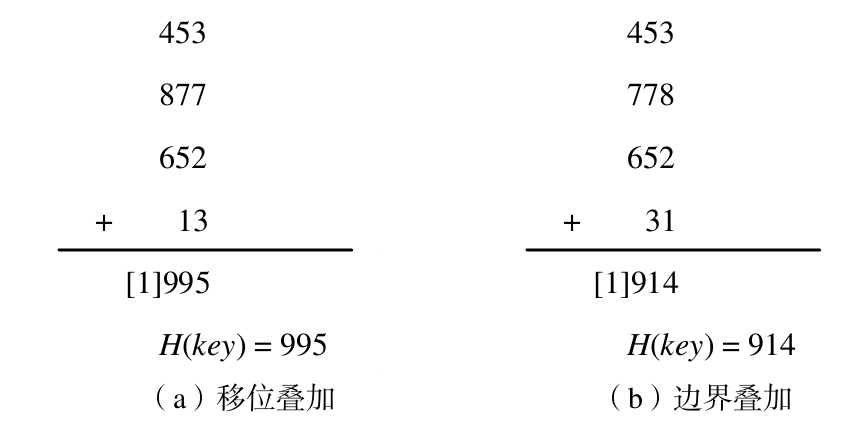 453
877
652
+ 13
[1]995
H(key) = 995
（a）移位叠加
453
778
652
+ 31
[1]914
H(key) = 914
（b）边界叠加